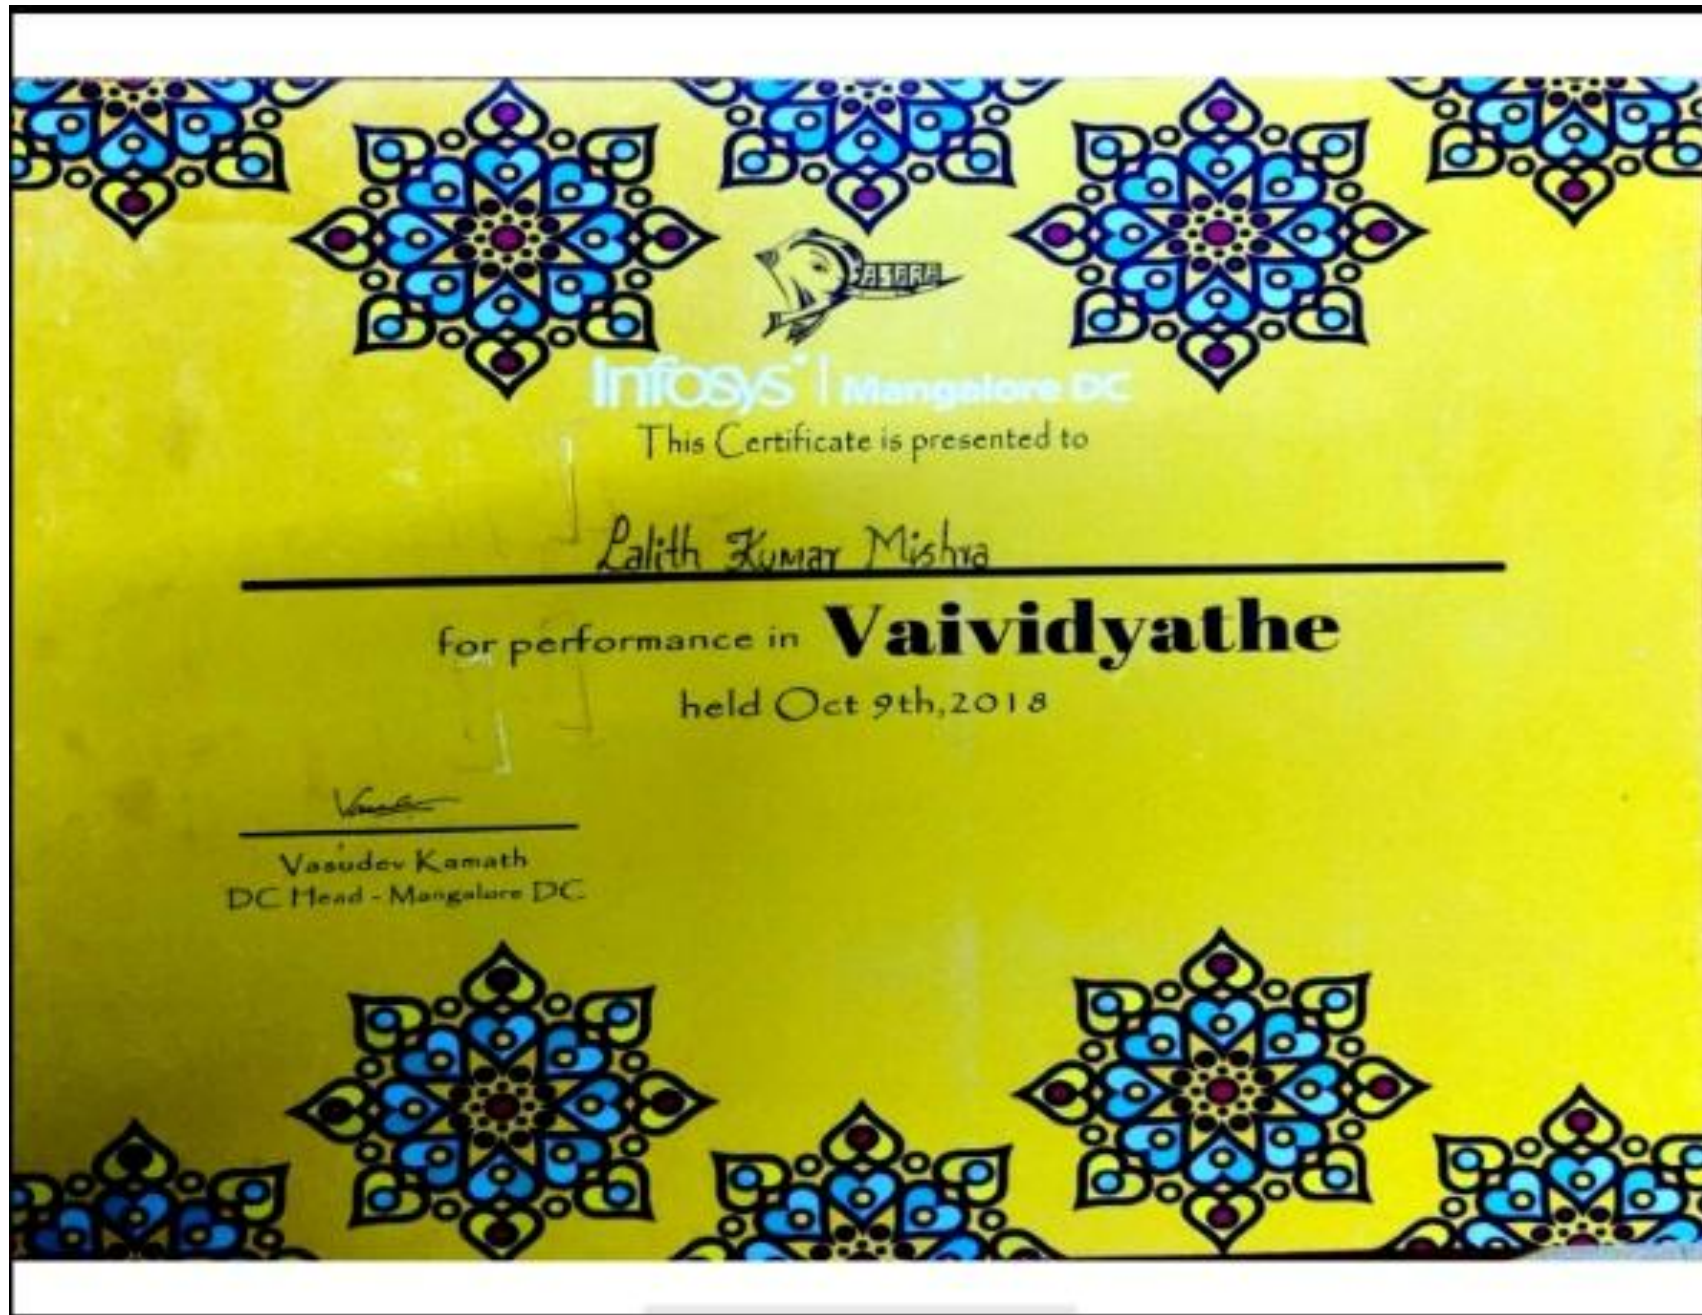 DASARA
Infosys | Mangalore DC
This Certificate is presented to
Lalith Kumar Mishra
for performance in Vaividyathe
held Oct 9th,2018
Vasudev Kamath
DC Head - Mangalore DC